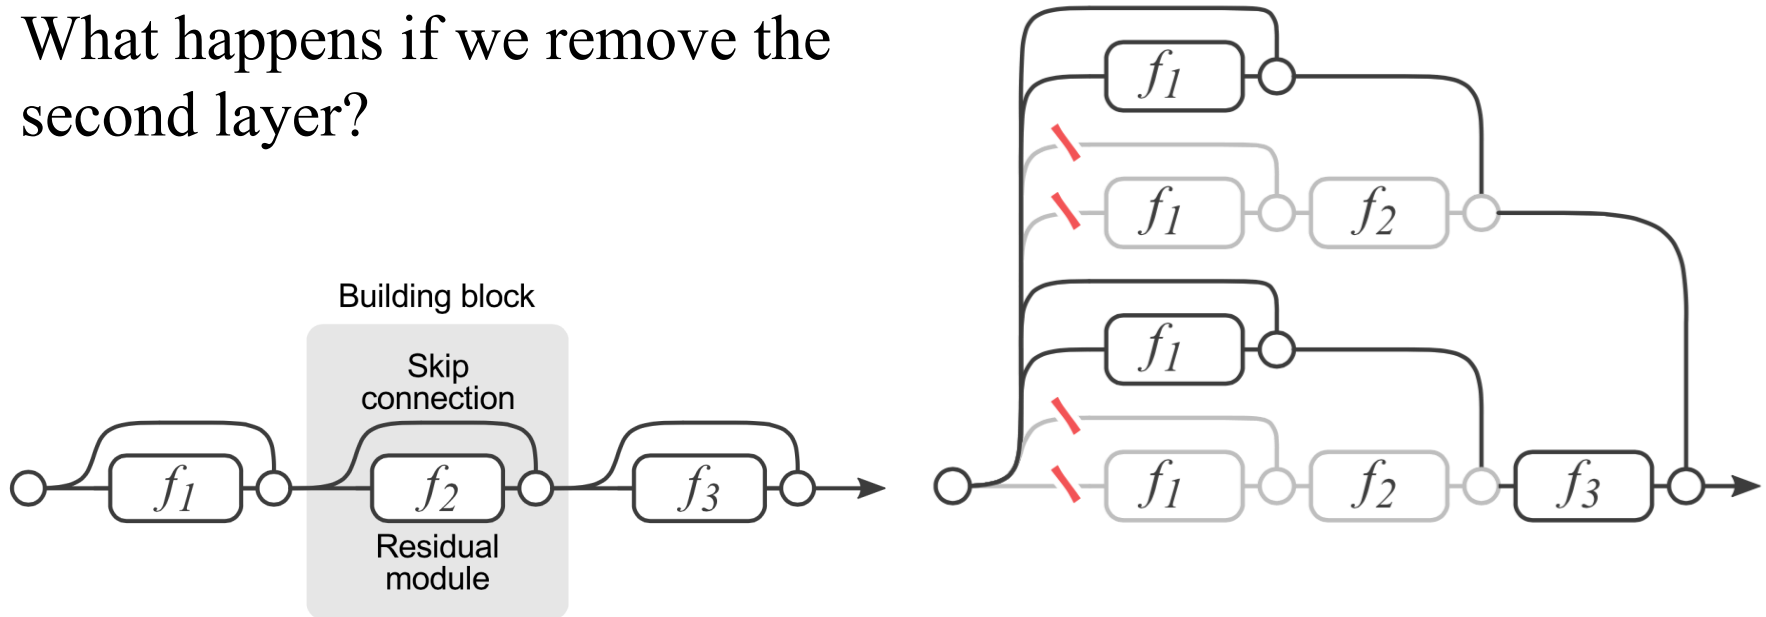 What happens if we remove the
second layer?
Building block
Skip
connection
f1
f2
f3
Residual
module
f1
f1
f2
f1
f1
f2
f3